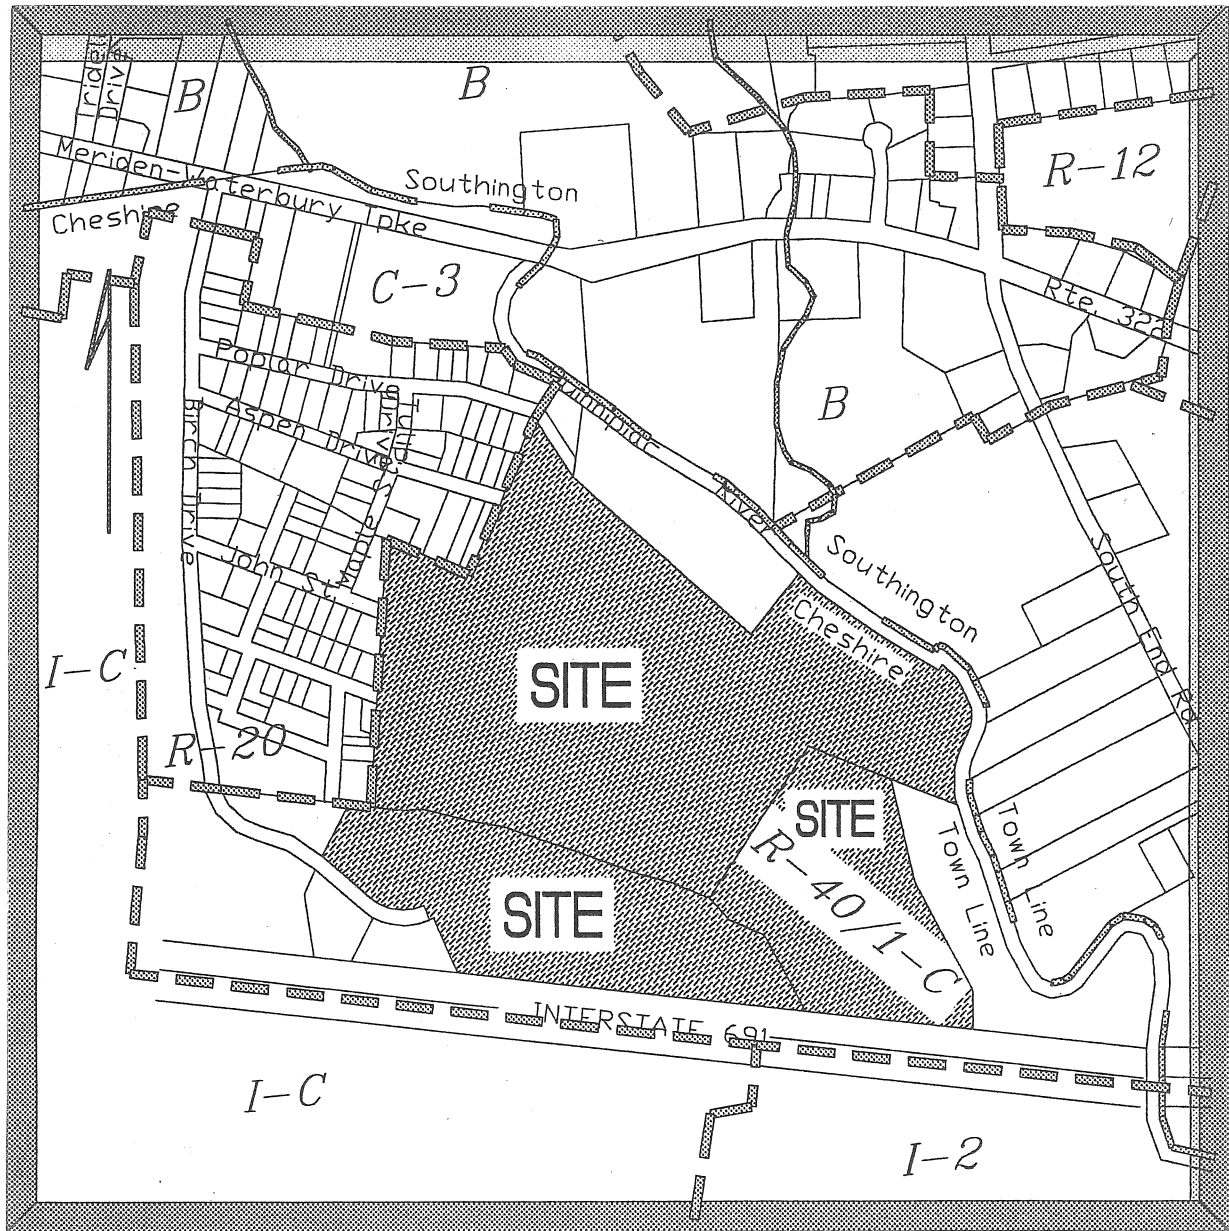 B
B
R-12
Meriden-Waterbury Tpke
Southington
Cheshire
C-3
Rte. 322
Poplar Drive
Aspen Drive
Birch Drive
B
River
John St.
Southington
Cheshire
South End Rd
I-C
SITE
R-20
SITE
R-40/I-C
Town Line
Town Line
SITE
INTERSTATE 691
I-C
I-2